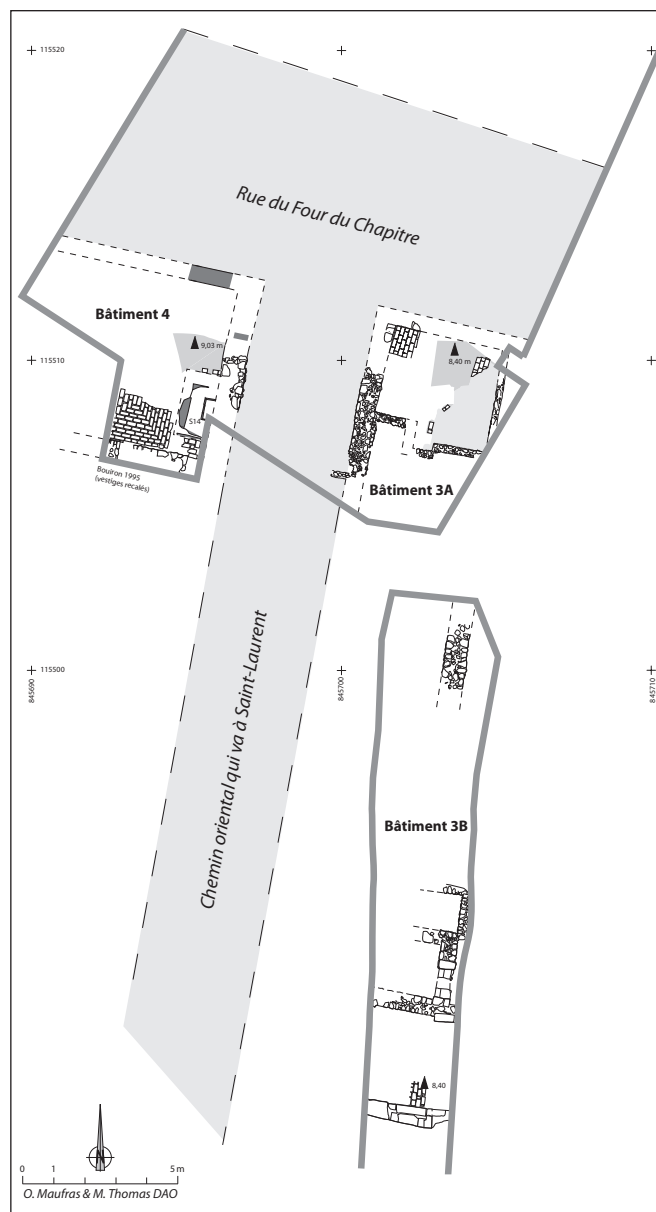 115520
Rue du Four du Chapitre
Bâtiment 4
9,03 m
8,40 m
115510
S14
Bouiron 1995
(vestiges recalés)
Bâtiment 3A
Chemin oriental qui va à Saint-Laurent
115500
845690
845700
845710
Bâtiment 3B
8,40
N
0 1 5 m
O. Maufras & M. Thomas DAO